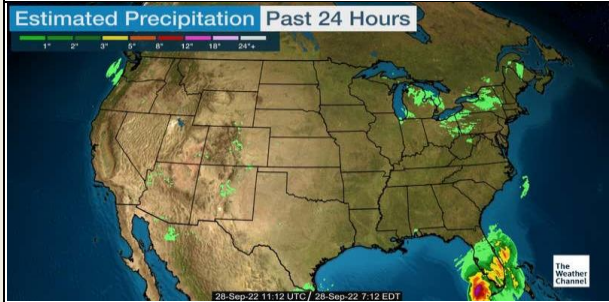 Estimated Precipitation Past 24 Hours
1" 2" 3" 5" 8" 12" 18" 24"+
The
Weather
Channel
28-Sep-22 11:12 UTC / 28-Sep-22 7:12 EDT